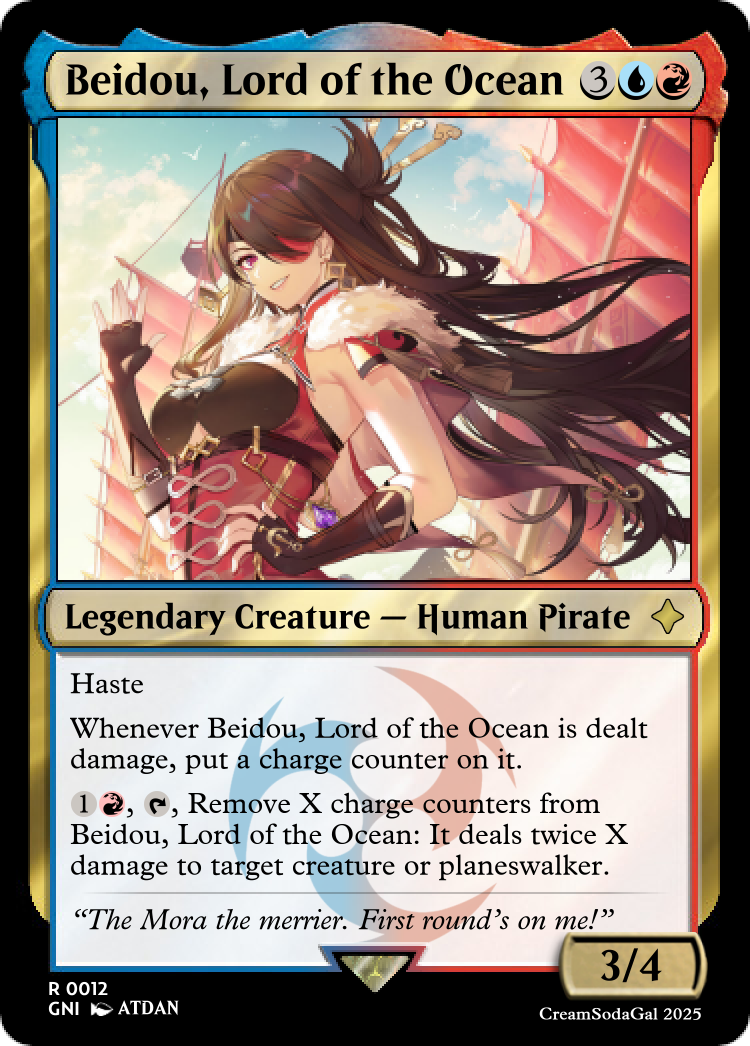 Beidou, Lord of the Ocean 3
Legendary Creature — Human Pirate
Haste
Whenever Beidou, Lord of the Ocean is dealt
damage, put a charge counter on it.
1, , Remove X charge counters from
Beidou, Lord of the Ocean: It deals twice X
damage to target creature or planeswalker.
“The Mora the merrier. First round’s on me!”
3/4
R 0012
GNI ATDAN
CreamSodaGal 2025